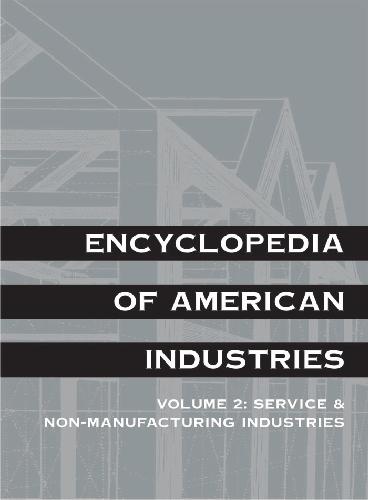 ENCYCLOPEDIA
OF AMERICAN
INDUSTRIES
VOLUME 2: SERVICE &
NON-MANUFACTURING INDUSTRIES